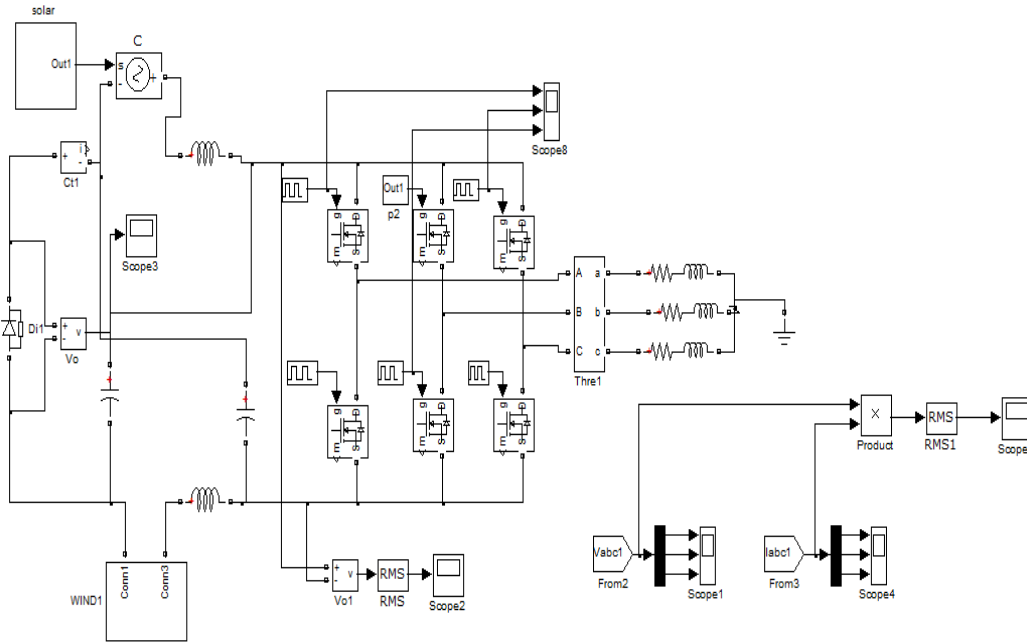 solar
C
Out1
s
-
+
+
i
-
Ct1
Scope3
Di1
+
-
v
Vo
Scope8
Out1
p2
g
D
E
S
g
D
E
S
g
D
E
S
A
a
B
b
C
c
Thre1
g
D
E
S
g
D
E
S
g
D
E
S
X
Product
RMS
RMS1
Scope
Conn1
Conn3
WIND1
+
-
v
Vo1
RMS
RMS
Scope2
Vabc1
From2
Scope1
Iabc1
From3
Scope4